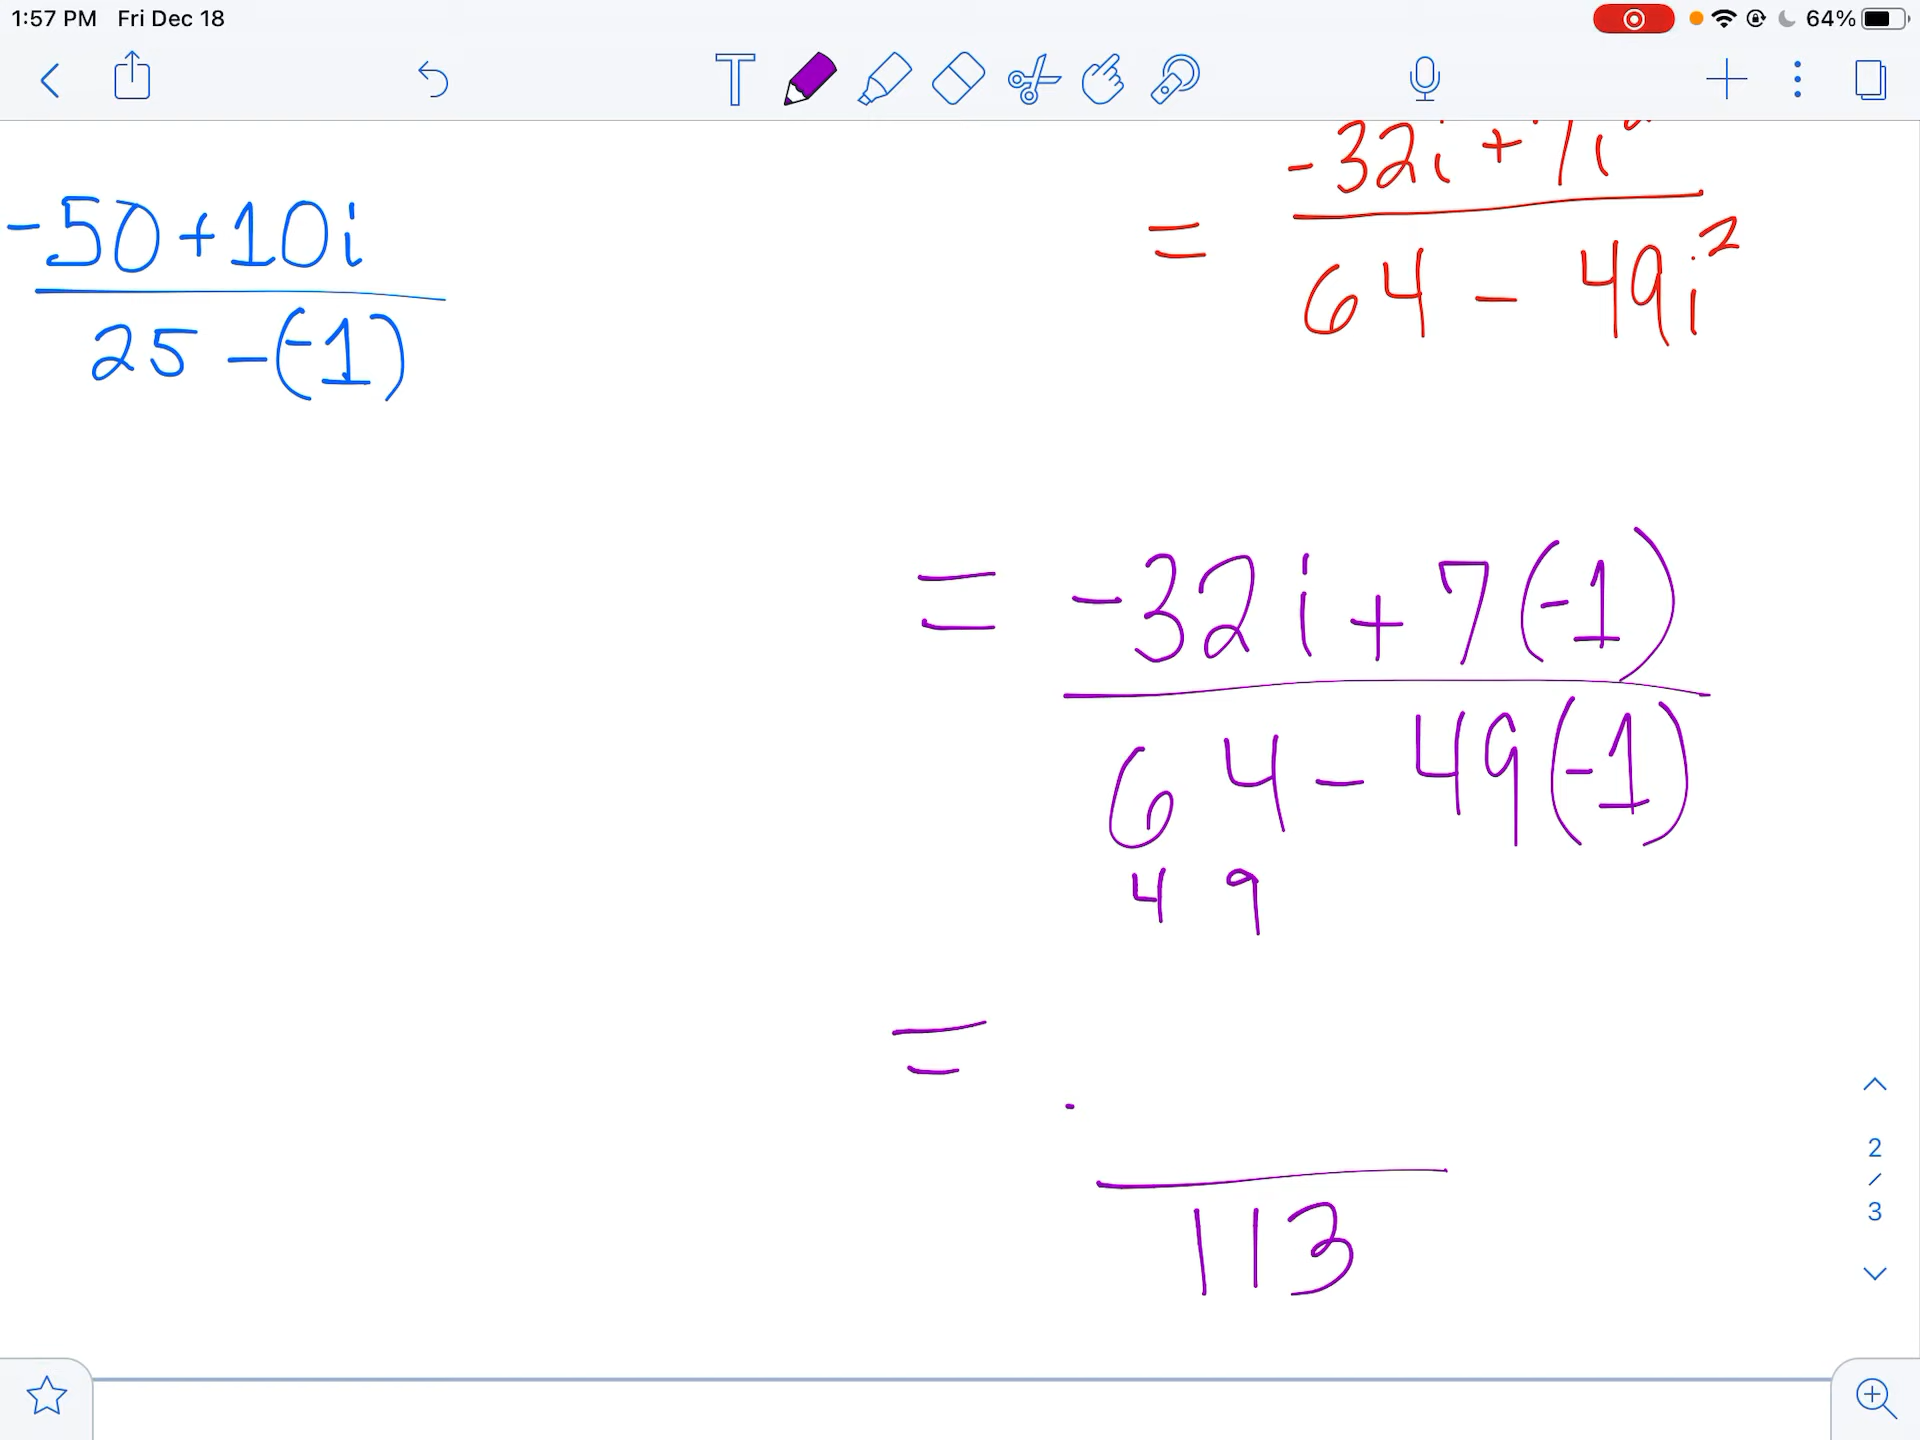 1:57 PM Fri Dec 18
64%
T
-50+10i
25-(-1)
-32i+7i²
= 64-49i²
= -32i+7(-1)
64-49(-1)
49
= -
113
2
/
3